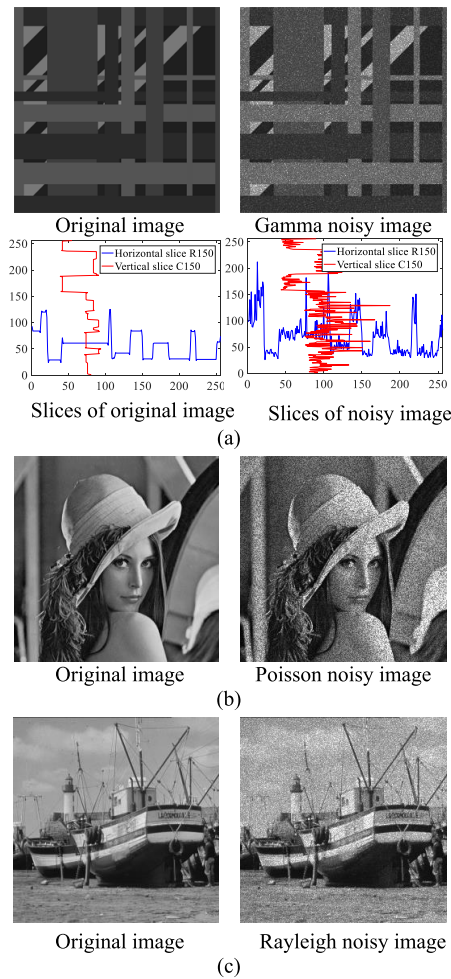 Original image Gamma noisy image
250 Horizontal slice R150 250 Horizontal slice R150
Vertical slice C150 Vertical slice C150
200 200
150 150
100 100
50 50
0 0
0 50 100 150 200 250 0 50 100 150 200 250
Slices of original image Slices of noisy image
(a)
Original image Poisson noisy image
(b)
Original image Rayleigh noisy image
(c)